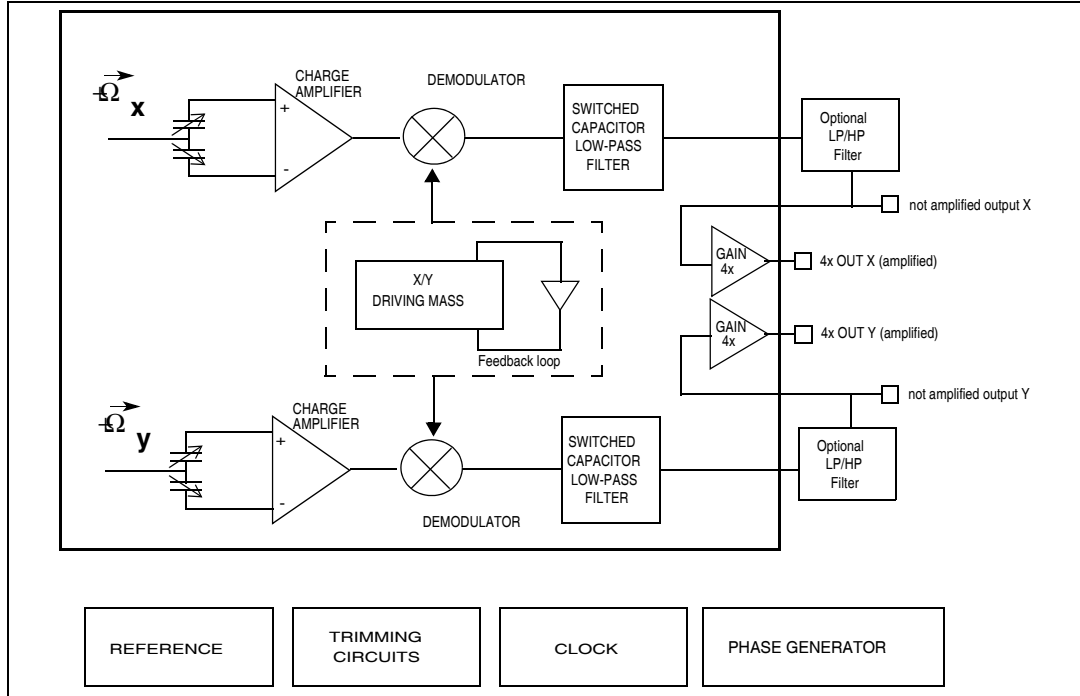 +Ω x
CHARGE
AMPLIFIER
+
-
DEMODULATOR
SWITCHED
CAPACITOR
LOW-PASS
FILTER
Optional
LP/HP
Filter
not amplified output X
GAIN
4x
4x OUT X (amplified)
X/Y
DRIVING MASS
Feedback loop
GAIN
4x
4x OUT Y (amplified)
not amplified output Y
+Ω y
CHARGE
AMPLIFIER
+
-
DEMODULATOR
SWITCHED
CAPACITOR
LOW-PASS
FILTER
Optional
LP/HP
Filter
REFERENCE
TRIMMING
CIRCUITS
CLOCK
PHASE GENERATOR